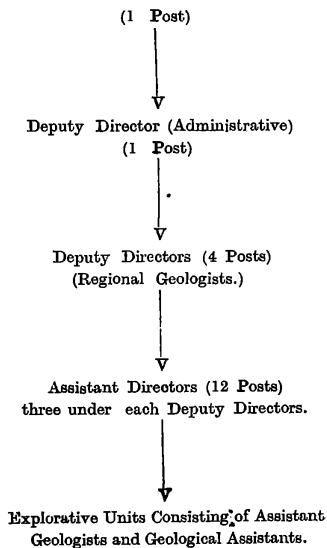 (1 Post)
Deputy Director (Administrative)
(1 Post)
Deputy Directors (4 Posts)
(Regional Geologists.)
Assistant Directors (12 Posts)
three under each Deputy Directors.
Explorative Units Consisting of Assistant
Geologists and Geological Assistants.